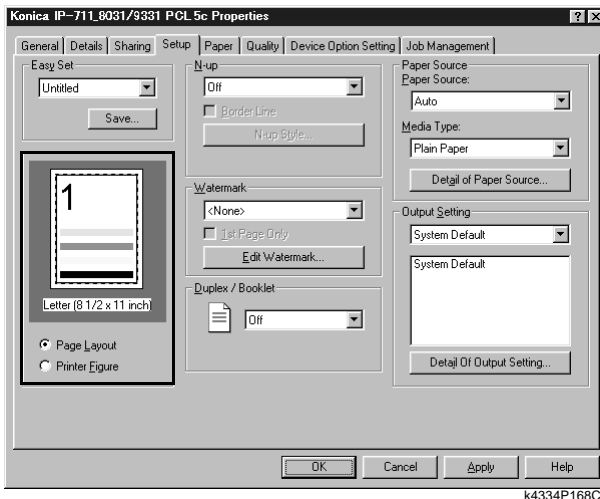 Konica IP-711_8031/9331 PCL 5c Properties
General Details Sharing Setup Paper Quality Device Option Setting Job Management
Easy Set
Untitled
Save...
1
Letter (8 1/2 x 11 inch)
Page Layout
Printer Figure
N-up
Off
Border Line
N-up Style...
Watermark
<None>
1st Page Only
Edit Watermark...
Duplex / Booklet
Off
Paper Source
Paper Source:
Auto
Media Type:
Plain Paper
Detail of Paper Source...
Output Setting
System Default
System Default
Detail Of Output Setting...
OK Cancel Apply Help
k4334P168C